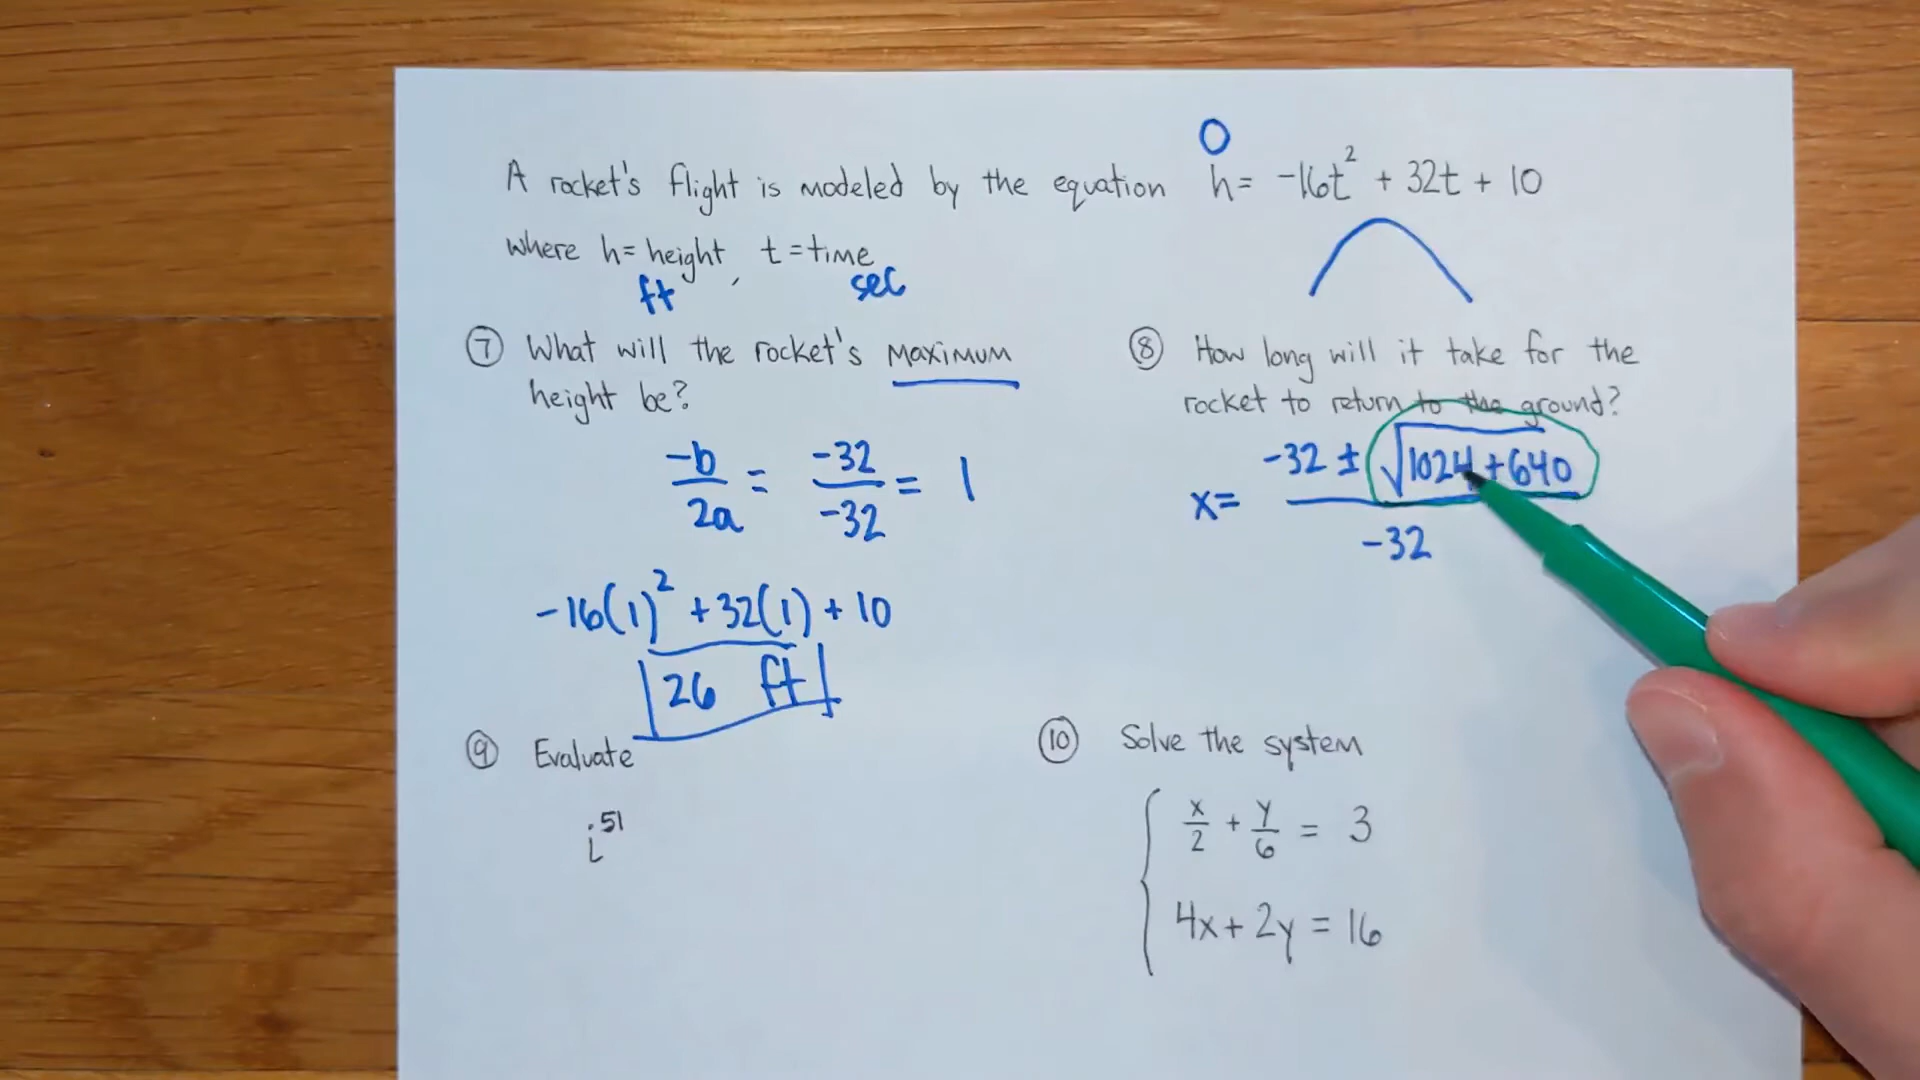 0
A rocket's flight is modeled by the equation h = -16t² + 32t + 10
where h = height, t = time
ft sec
⑦ What will the rocket's maximum
height be?
-b/2a = -32/-32 = 1
-16(1)² + 32(1) + 10
26 ft
⑧ How long will it take for the
rocket to return to the ground?
x = (-32 ± √1024 + 640)/-32
⑨ Evaluate
i⁵¹
⑩ Solve the system
x/2 + y/6 = 3
4x + 2y = 16